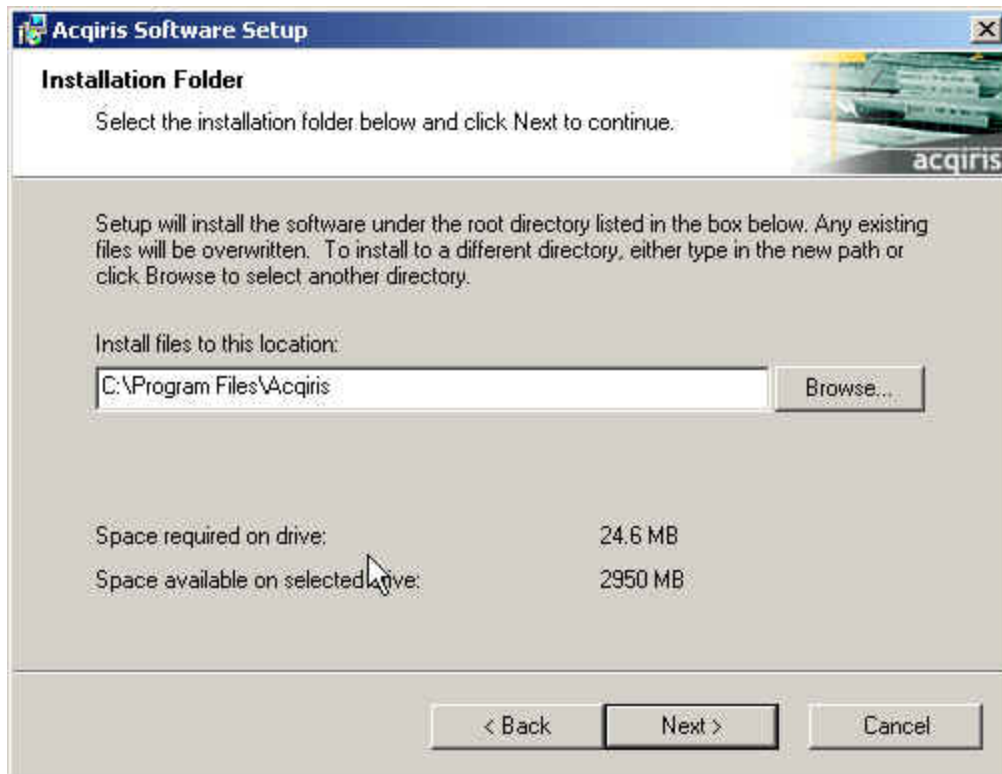 Acqiris Software Setup
Installation Folder
Select the installation folder below and click Next to continue.
acqiris
Setup will install the software under the root directory listed in the box below. Any existing
files will be overwritten. To install to a different directory, either type in the new path or
click Browse to select another directory.
Install files to this location:
C:\Program Files\Acqiris
Browse...
Space required on drive: 24.6 MB
Space available on selected drive: 2950 MB
< Back Next > Cancel